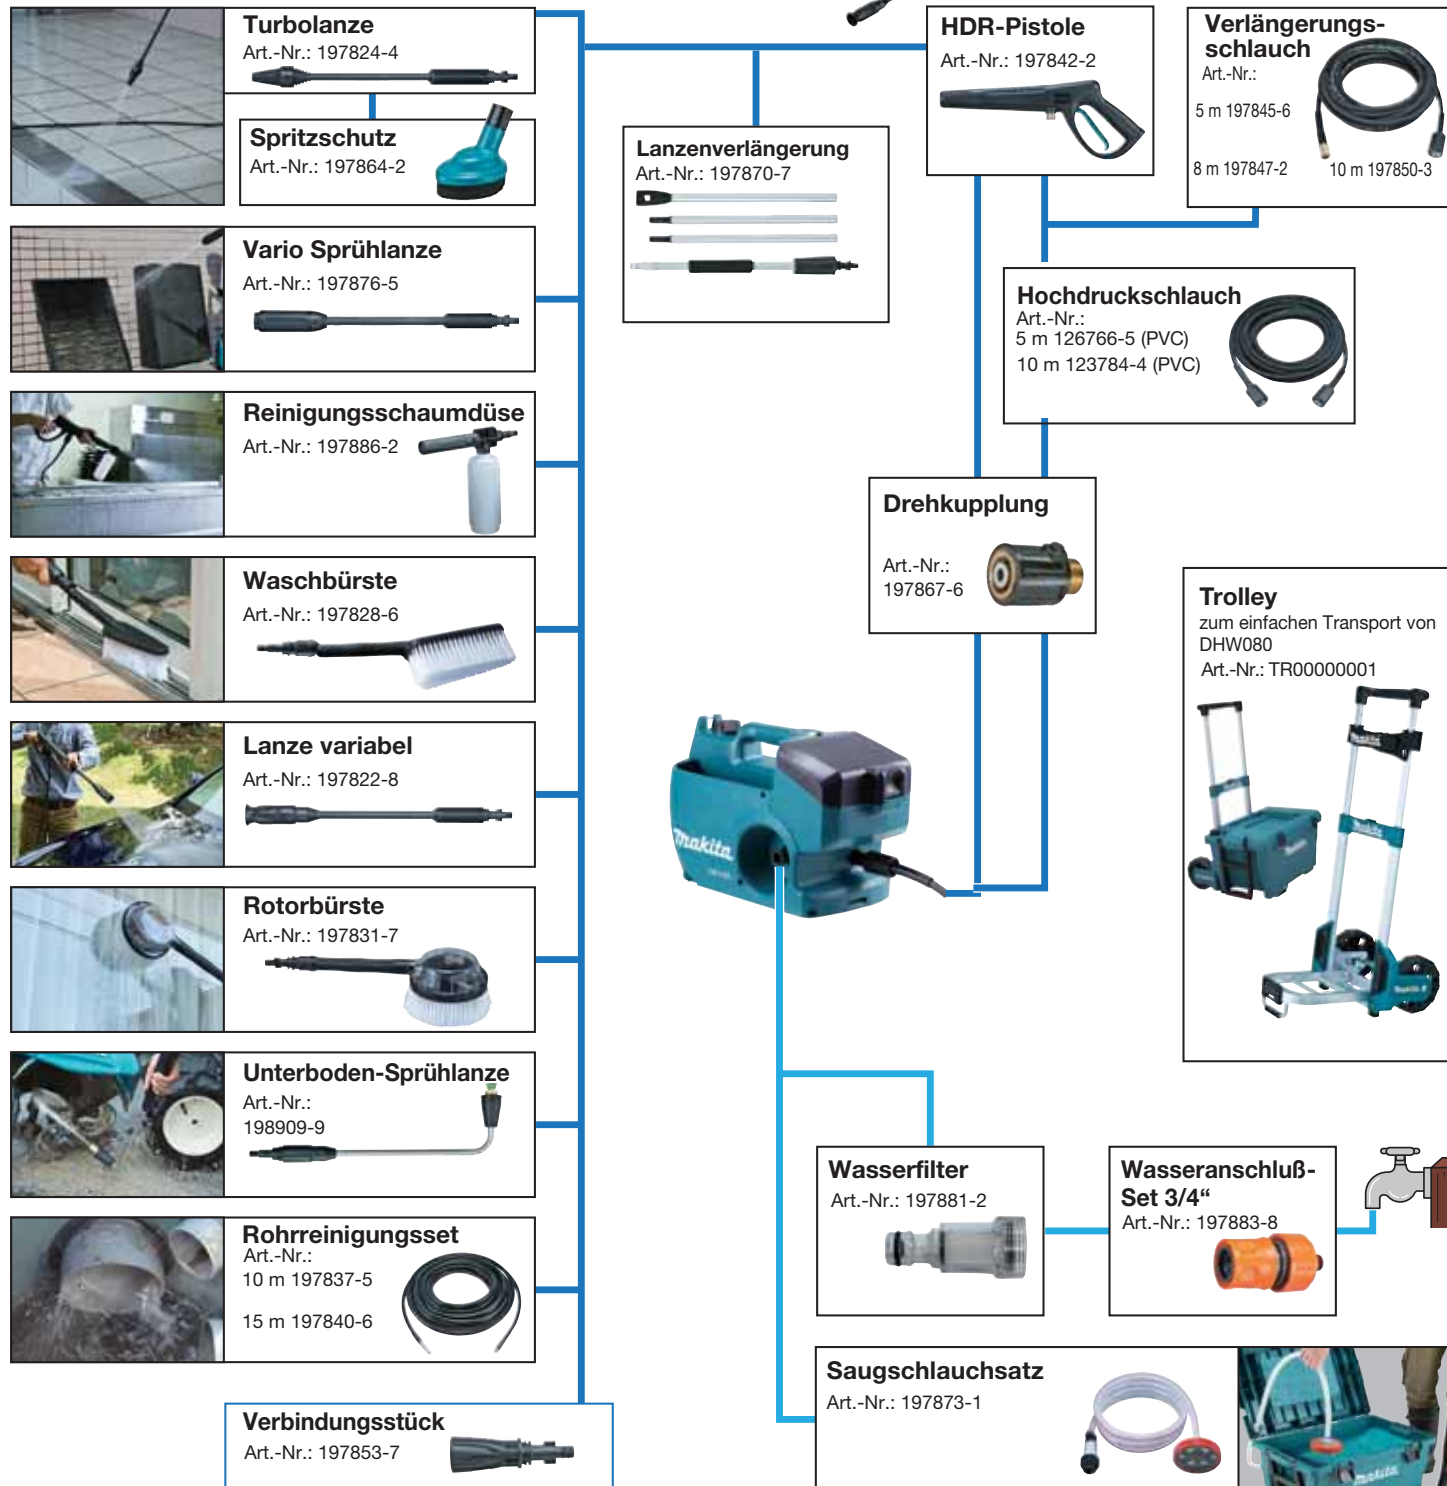 Turbolanze
Art.-Nr.: 197824-4
Spritzschutz
Art.-Nr.: 197864-2
Vario Sprühlanze
Art.-Nr.: 197876-5
Reinigungsschaumdüse
Art.-Nr.: 197886-2
Waschbürste
Art.-Nr.: 197828-6
Lanze variabel
Art.-Nr.: 197822-8
Rotorbürste
Art.-Nr.: 197831-7
Unterboden-Sprühlanze
Art.-Nr.:
198909-9
Rohrreinigungsset
Art.-Nr.:
10 m 197837-5
15 m 197840-6
Verbindungsstück
Art.-Nr.: 197853-7
Lanzenverlängerung
Art.-Nr.: 197870-7
HDR-Pistole
Art.-Nr.: 197842-2
Verlängerungs-
schlauch
Art.-Nr.:
5 m 197845-6
8 m 197847-2
10 m 197850-3
Hochdruckschlauch
Art.-Nr.:
5 m 126766-5 (PVC)
10 m 123784-4 (PVC)
Drehkupplung
Art.-Nr.:
197867-6
Trolley
zum einfachen Transport von
DHW080
Art.-Nr.: TR00000001
makita
Wasserfilter
Art.-Nr.: 197881-2
Wasseranschluß-
Set 3/4“
Art.-Nr.: 197883-8
Saugschlauchsatz
Art.-Nr.: 197873-1
makita